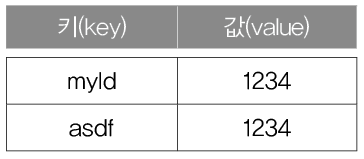 키(key) 값(value)
myId 1234
asdf 1234